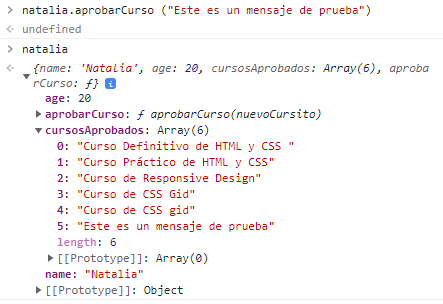 > natalia.aprobarCurso ("Este es un mensaje de prueba")
< undefined
> natalia
< {name: 'Natalia', age: 20, cursosAprobados: Array(6), aproba
rCurso: ƒ} i
age: 20
aprobarCurso: ƒ aprobarCurso(nuevoCursito)
cursosAprobados: Array(6)
0: "Curso Definitivo de HTML y CSS "
1: "Curso Práctico de HTML y CSS"
2: "Curso de Responsive Design"
3: "Curso de CSS Gid"
4: "Curso de CSS gid"
5: "Este es un mensaje de prueba"
length: 6
[[Prototype]]: Array(0)
name: "Natalia"
[[Prototype]]: Object